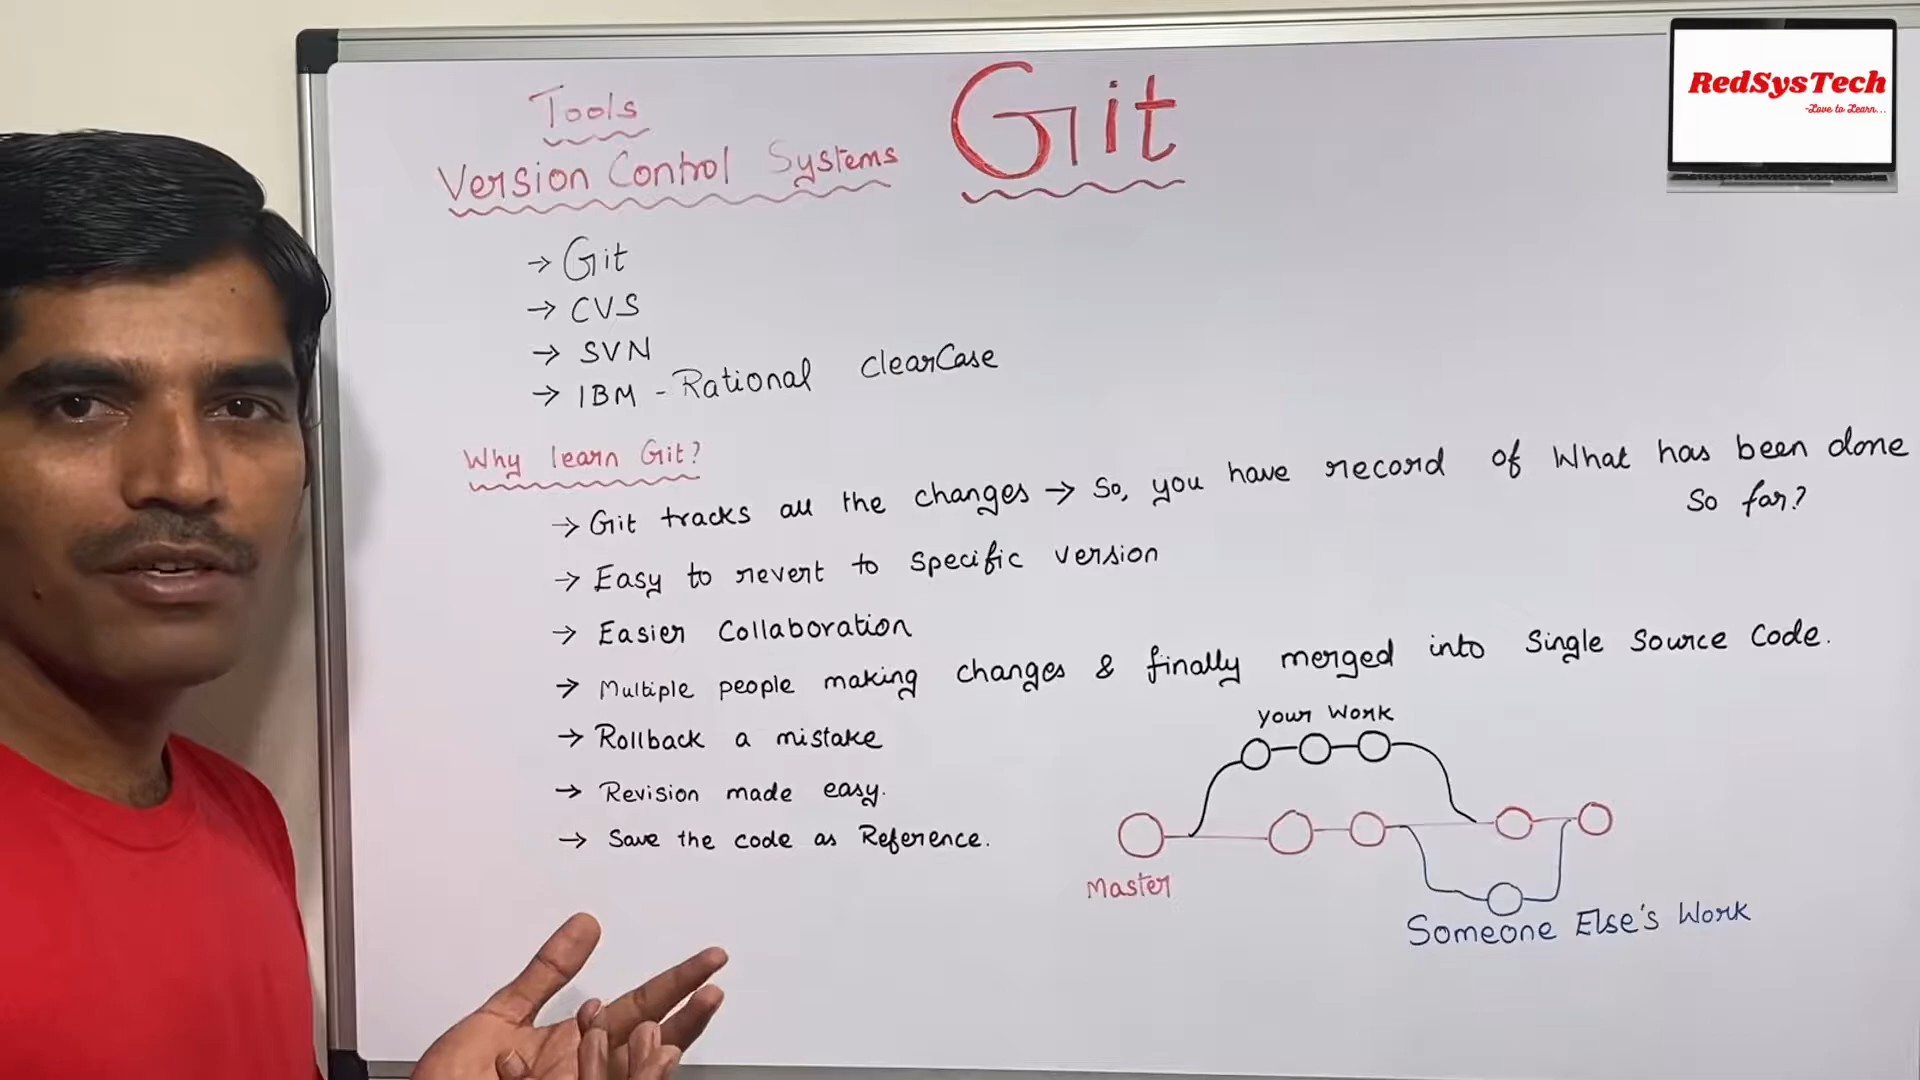 Tools
Version Control Systems
Git
RedSysTech
-Love to Learn...
→ Git
→ CVS
→ SVN
→ IBM - Rational ClearCase
Why learn Git?
→ Git tracks all the changes → So, you have record of What has been done
So far?
→ Easy to revert to specific version
→ Easier Collaboration
→ Multiple people making changes & finally merged into Single Source Code.
→ Rollback a mistake
→ Revision made easy.
→ Save the code as Reference.
your Work
Master
Someone Else's Work